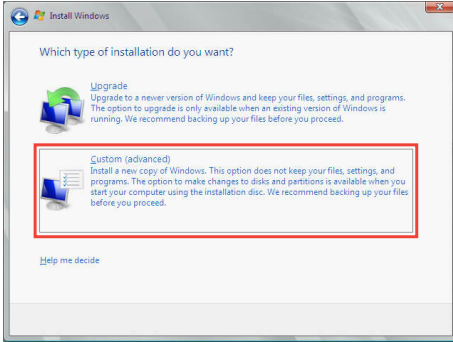 Install Windows
Which type of installation do you want?
Upgrade
Upgrade to a newer version of Windows and keep your files, settings, and programs.
The option to upgrade is only available when an existing version of Windows is
running. We recommend backing up your files before you proceed.
Custom (advanced)
Install a new copy of Windows. This option does not keep your files, settings, and
programs. The option to make changes to disks and partitions is available when you
start your computer using the installation disc. We recommend backing up your files
before you proceed.
Help me decide